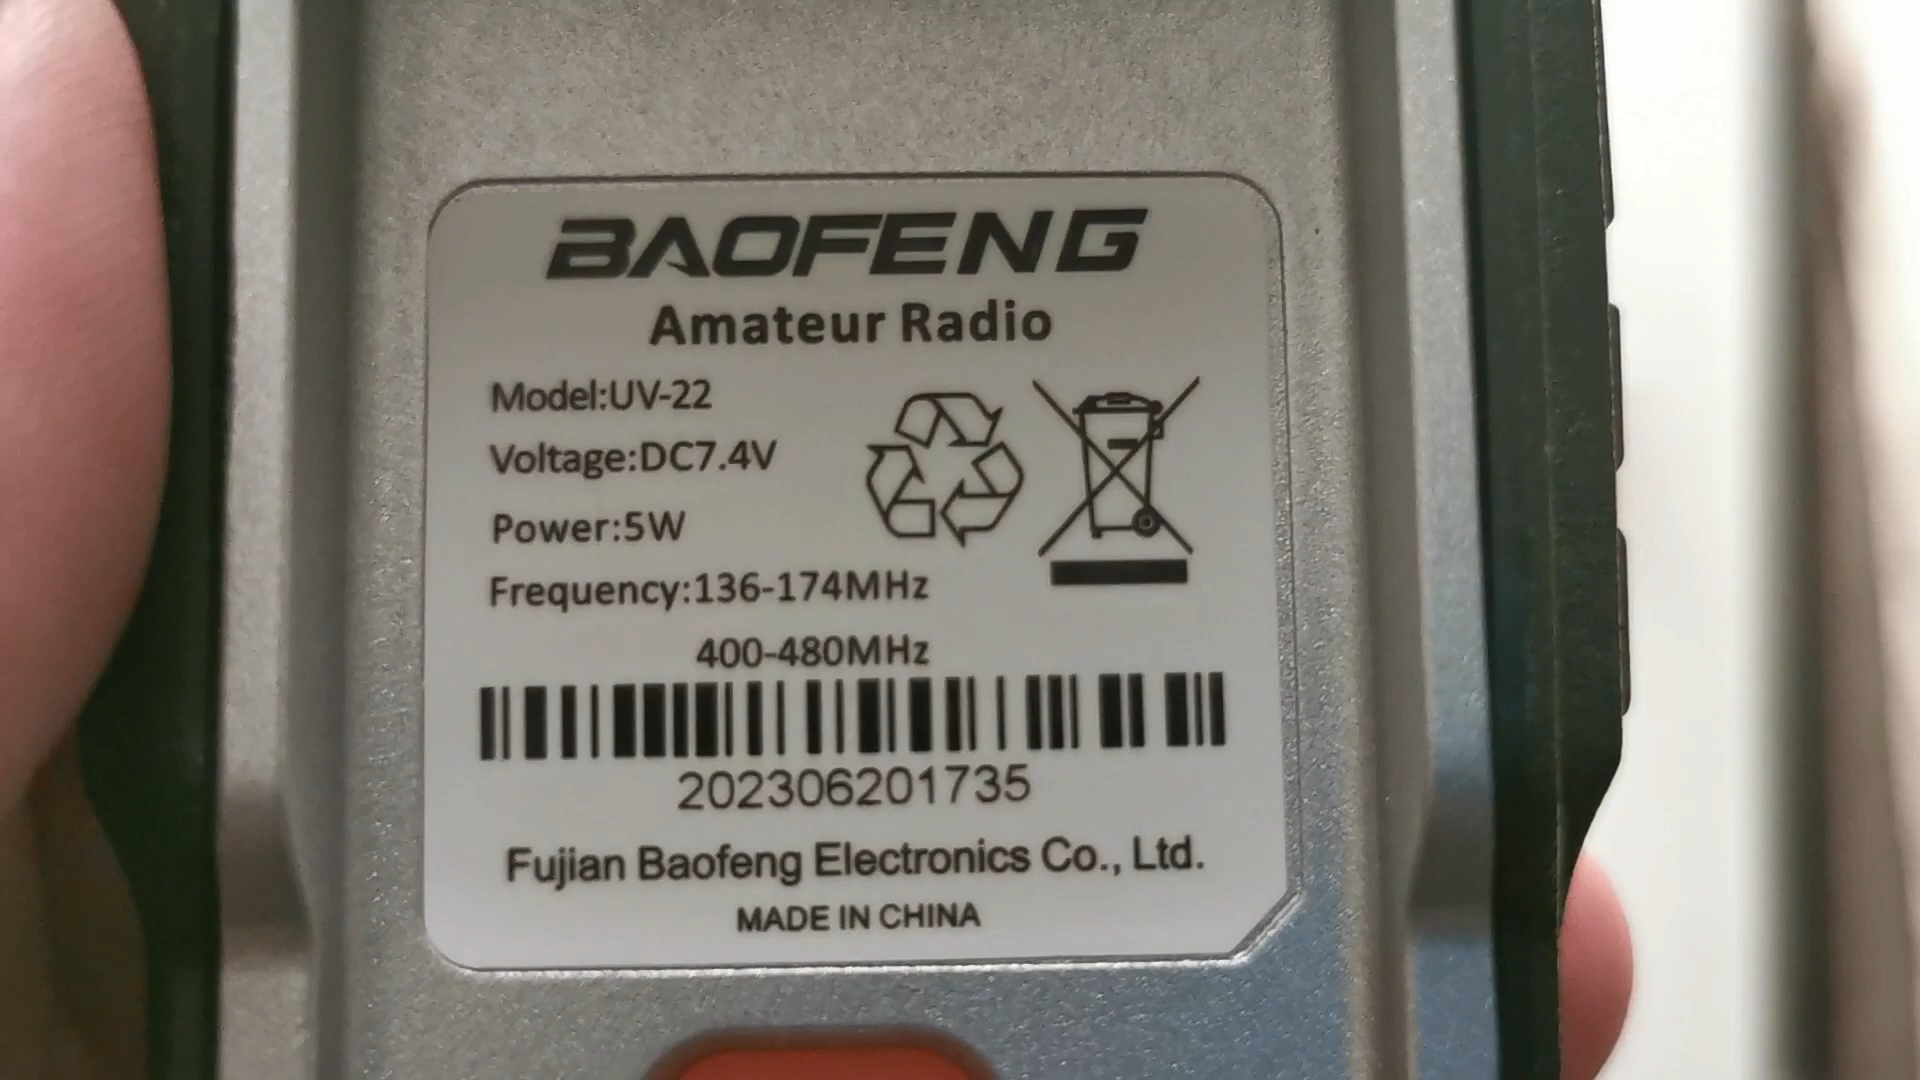 BAOFENG
Amateur Radio
Model:UV-22
Voltage:DC7.4V
Power:5W
Frequency:136-174MHz
400-480MHz
202306201735
Fujian Baofeng Electronics Co., Ltd.
MADE IN CHINA